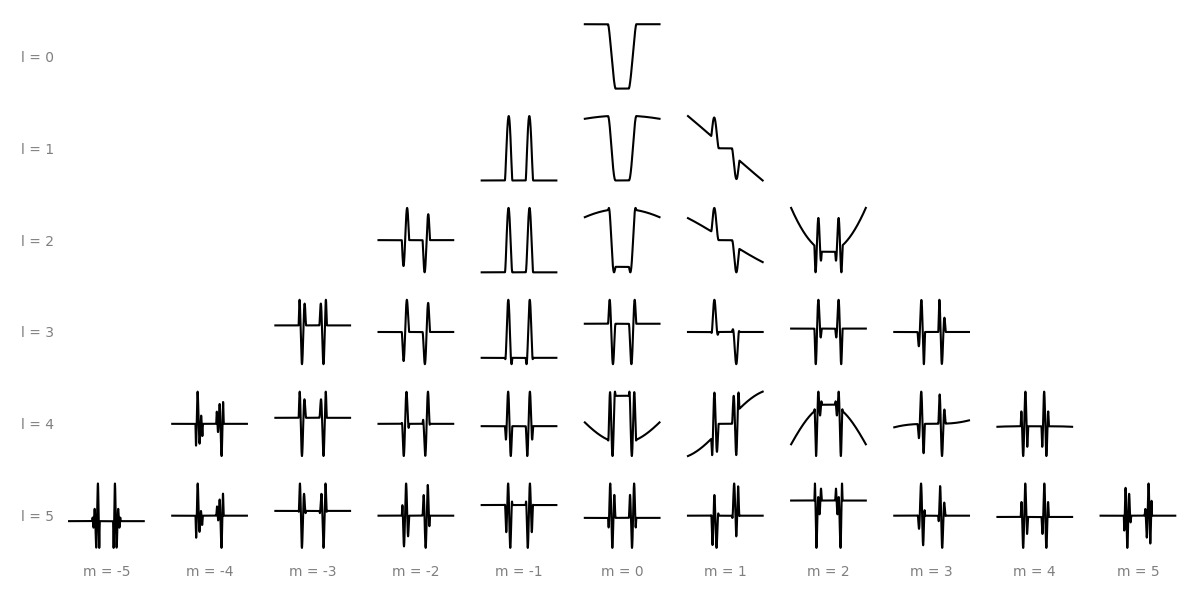 l = 0
l = 1
l = 2
l = 3
l = 4
l = 5
m = -5 m = -4 m = -3 m = -2 m = -1 m = 0 m = 1 m = 2 m = 3 m = 4 m = 5